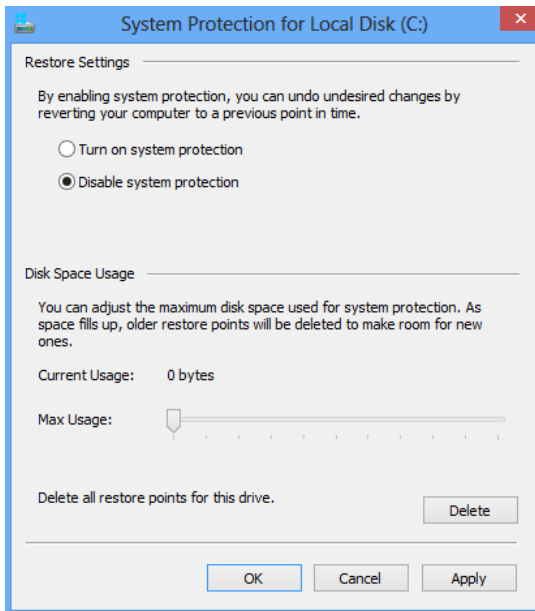 System Protection for Local Disk (C:)
Restore Settings
By enabling system protection, you can undo undesired changes by
reverting your computer to a previous point in time.
Turn on system protection
Disable system protection
Disk Space Usage
You can adjust the maximum disk space used for system protection. As
space fills up, older restore points will be deleted to make room for new
ones.
Current Usage: 0 bytes
Max Usage:
Delete all restore points for this drive.
Delete
OK Cancel Apply